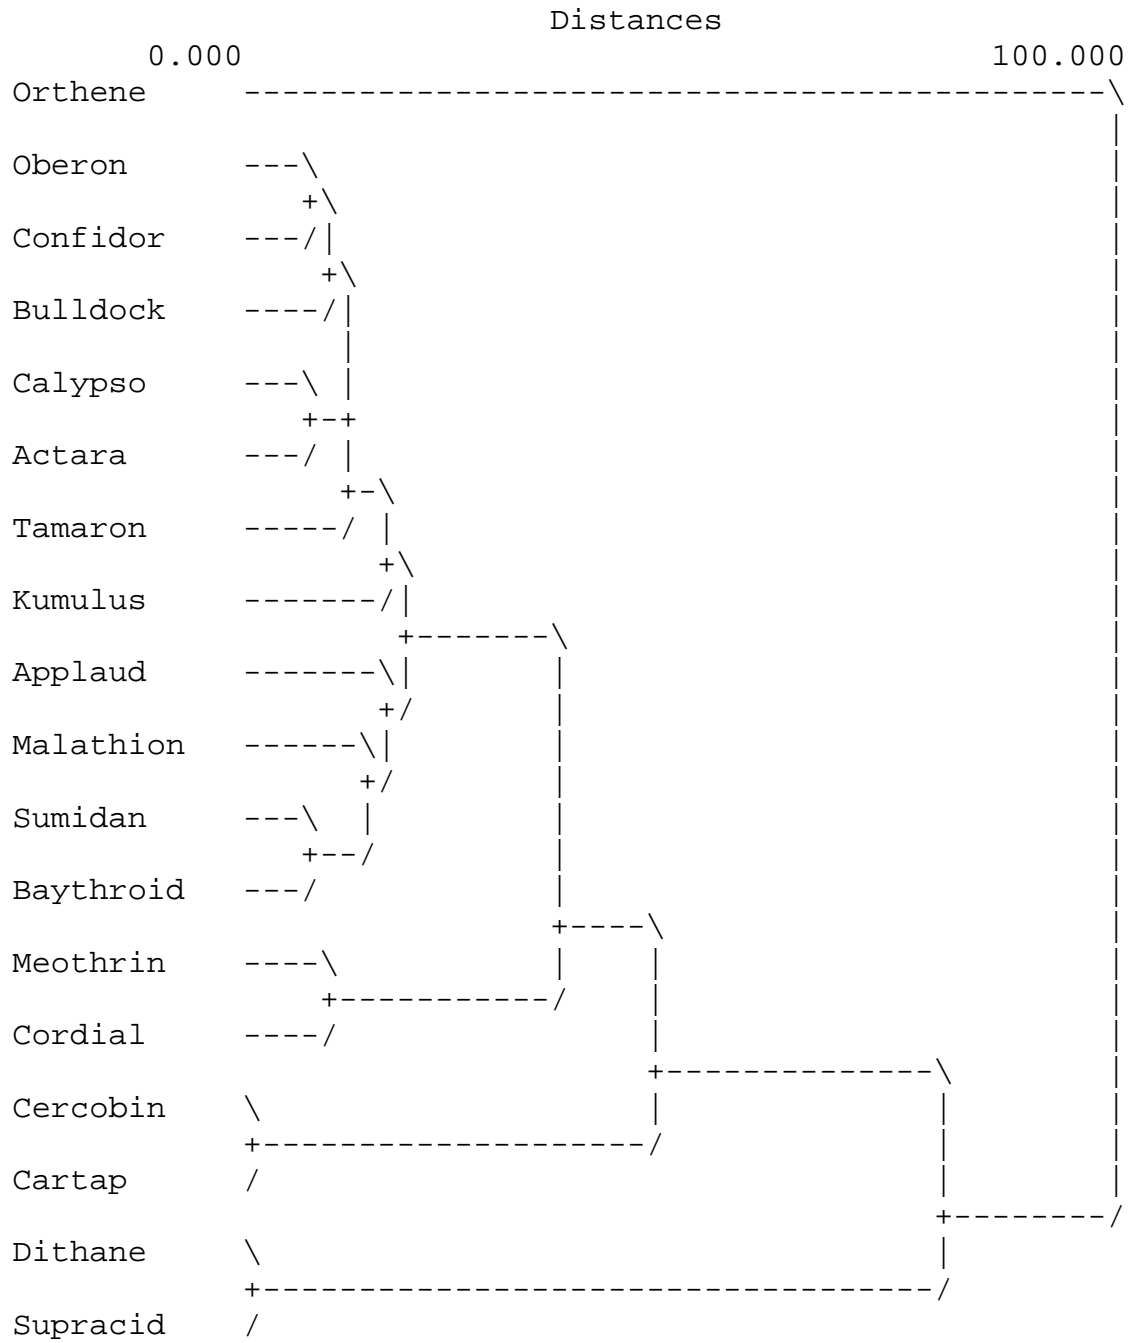 Distances
0.000 100.000
Orthene
Oberon
Confidor
Bulldock
Calypso
Actara
Tamaron
Kumulus
Applaud
Malathion
Sumidan
Baythroid
Meothrin
Cordial
Cercobin
Cartap
Dithane
Supracid